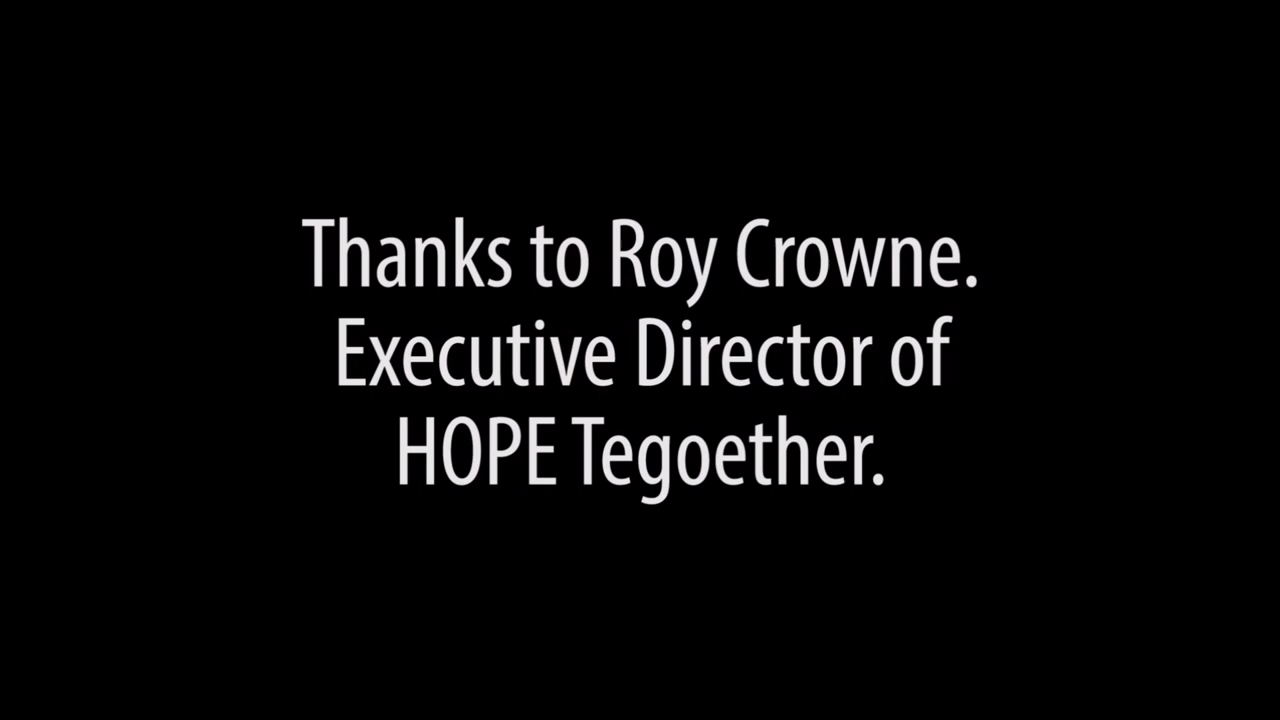 Thanks to Roy Crowne.
Executive Director of
HOPE Tegoether.